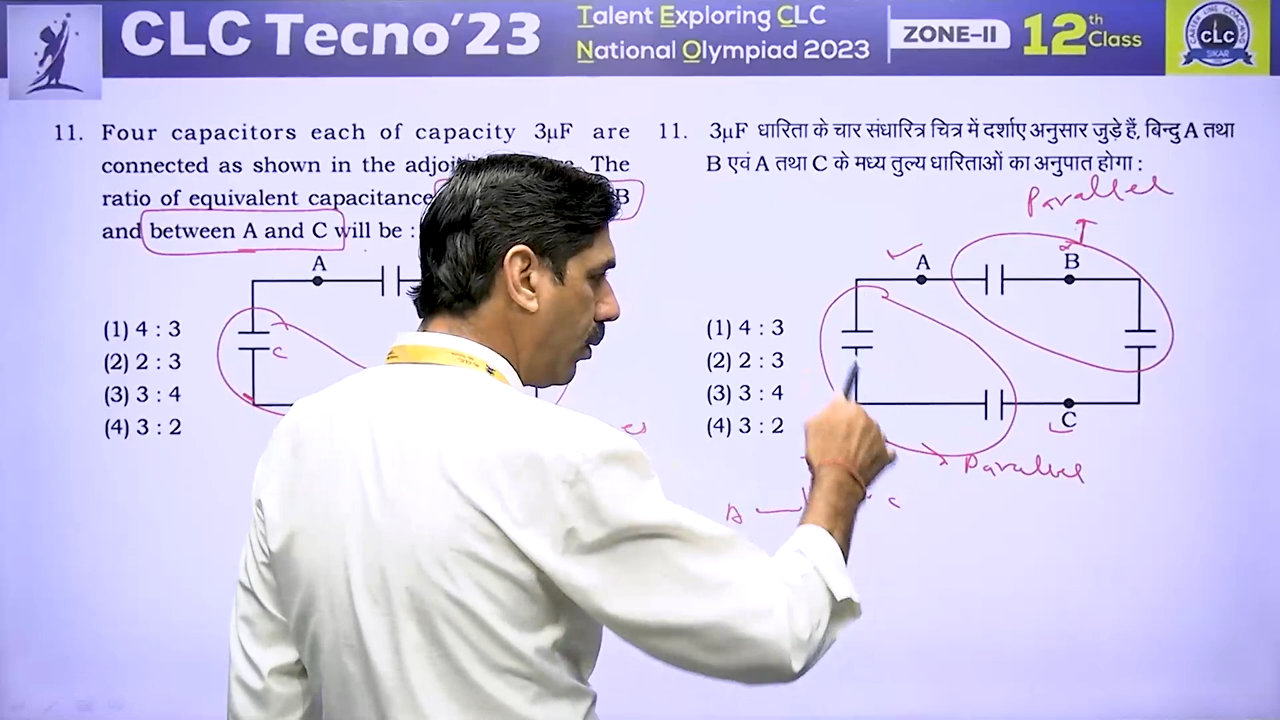 CLC Tecno'23
Talent Exploring CLC
National Olympiad 2023
ZONE-II
12th Class
CLC
SIKAR
11. Four capacitors each of capacity 3μF are
connected as shown in the The
ratio of equivalent B
and between A and C will be :
A
C
(1) 4 : 3
(2) 2 : 3
(3) 3 : 4
(4) 3 : 2
11. 3μF धारिता के चार संधारित्र चित्र में दर्शाए अनुसार जुड़े हैं, बिन्दु A तथा
B एवं A तथा C के मध्य तुल्य धारिताओं का अनुपात होगा :
Parallel
A
B
(1) 4 : 3
(2) 2 : 3
(3) 3 : 4
(4) 3 : 2
C
Parallel
A
C